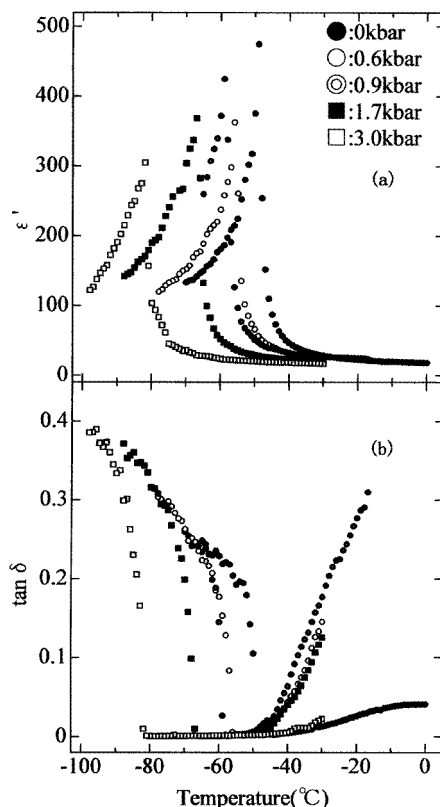 500
400
300
200
100
0
ε '
●:0kbar
○:0.6kbar
◎:0.9kbar
■:1.7kbar
□:3.0kbar
(a)
0.4
0.3
0.2
0.1
0
tan δ
(b)
-100 -80 -60 -40 -20 0
Temperature(℃)